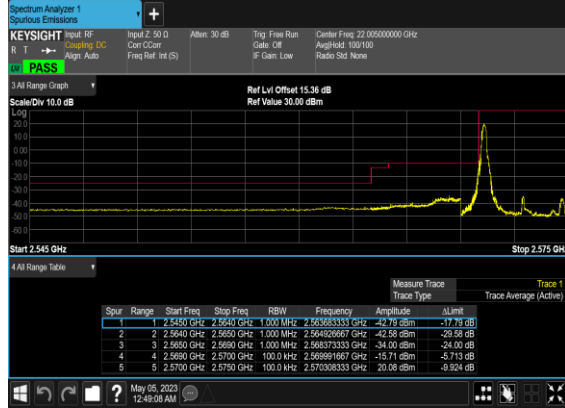 Spectrum Analyzer 1
Spurious Emissions
KEYSIGHT Input: RF Input Z: 50 Ω Atten: 30 dB Trig: Free Run Center Freq: 22.005000000 GHz
R T Coupling: DC Corr CCorr Gate: Off Avg|Hold: 100/100
Align: Auto Freq Ref: Int (S) IF Gain: Low Radio Std: None
PASS
3 All Range Graph
Ref Lvl Offset 15.36 dB
Scale/Div 10.0 dB Ref Value 30.00 dBm
Log
20.0
10.0
0.00
-10.0
-20.0
-30.0
-40.0
-50.0
-60.0
Start 2.545 GHz Stop 2.575 GH
4 All Range Table
Measure Trace Trace 1
Trace Type Trace Average (Active)
Spur Range Start Freq Stop Freq RBW Frequency Amplitude ΔLimit
1 1 2.5450 GHz 2.5640 GHz 1.000 MHz 2.563683333 GHz -42.79 dBm -17.79 dB
2 2 2.5640 GHz 2.5650 GHz 1.000 MHz 2.564926667 GHz -42.58 dBm -29.58 dB
3 3 2.5650 GHz 2.5690 GHz 1.000 MHz 2.568373333 GHz -34.00 dBm -24.00 dB
4 4 2.5690 GHz 2.5700 GHz 100.0 kHz 2.569991667 GHz -15.71 dBm -5.713 dB
5 5 2.5700 GHz 2.5750 GHz 100.0 kHz 2.570308333 GHz 20.08 dBm -9.924 dB
May 05, 2023
12:49:08 AM